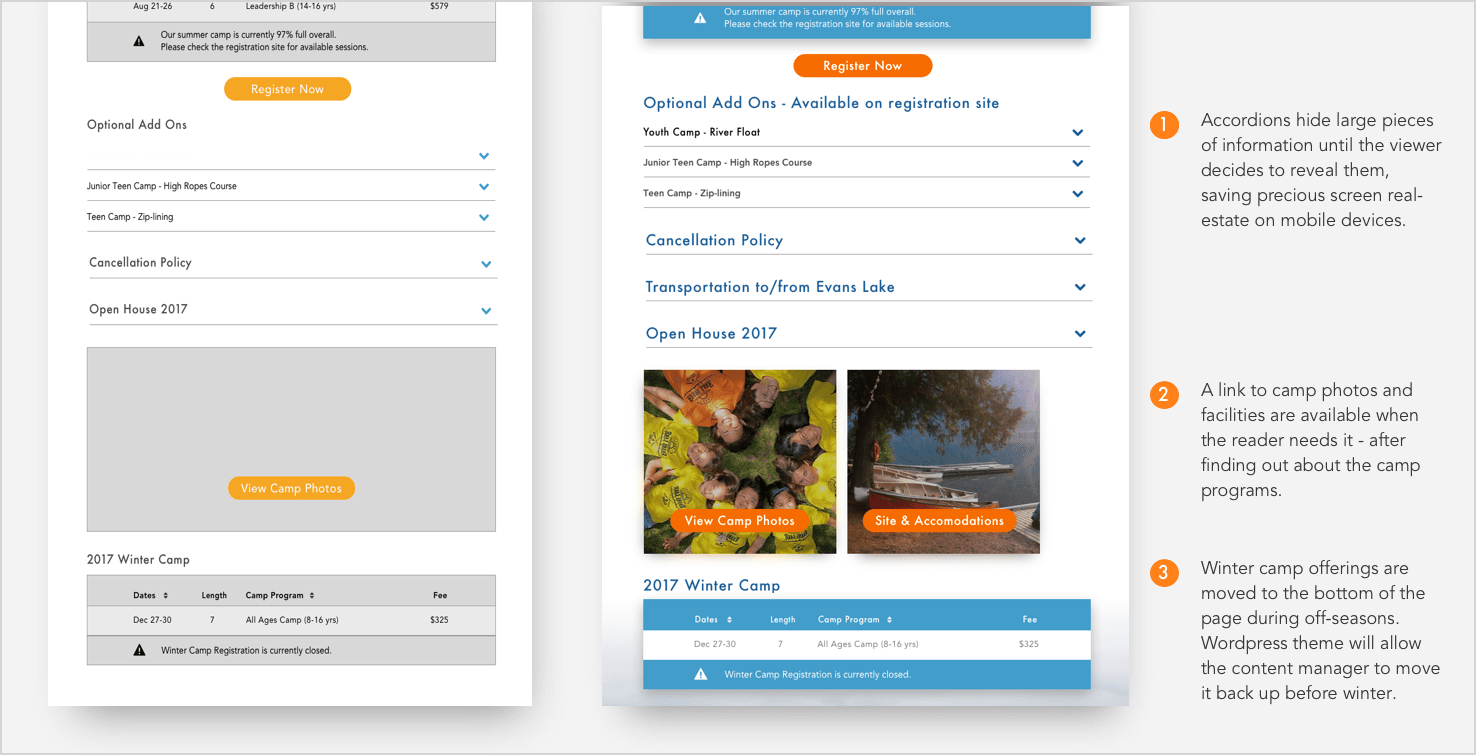 Aug 21-26 6 Leadership B (14-16 yrs) $579
Our summer camp is currently 97% full overall.
Please check the registration site for available sessions.
Register Now
Optional Add Ons
Junior Teen Camp - High Ropes Course
Teen Camp - Zip-lining
Cancellation Policy
Open House 2017
View Camp Photos
2017 Winter Camp
Dates Length Camp Program Fee
Dec 27-30 7 All Ages Camp (8-16 yrs) $325
Winter Camp Registration is currently closed.
Our summer camp is currently 97% full overall.
Please check the registration site for available sessions.
Register Now
Optional Add Ons - Available on registration site
Youth Camp - River Float
Junior Teen Camp - High Ropes Course
Teen Camp - Zip-lining
Cancellation Policy
Transportation to/from Evans Lake
Open House 2017
View Camp Photos
Site & Accomodations
2017 Winter Camp
Dates Length Camp Program Fee
Dec 27-30 7 All Ages Camp (8-16 yrs) $325
Winter Camp Registration is currently closed.
1
Accordions hide large pieces
of information until the viewer
decides to reveal them,
saving precious screen real-
estate on mobile devices.
2
A link to camp photos and
facilities are available when
the reader needs it - after
finding out about the camp
programs.
3
Winter camp offerings are
moved to the bottom of the
page during off-seasons.
Wordpress theme will allow
the content manager to move
it back up before winter.